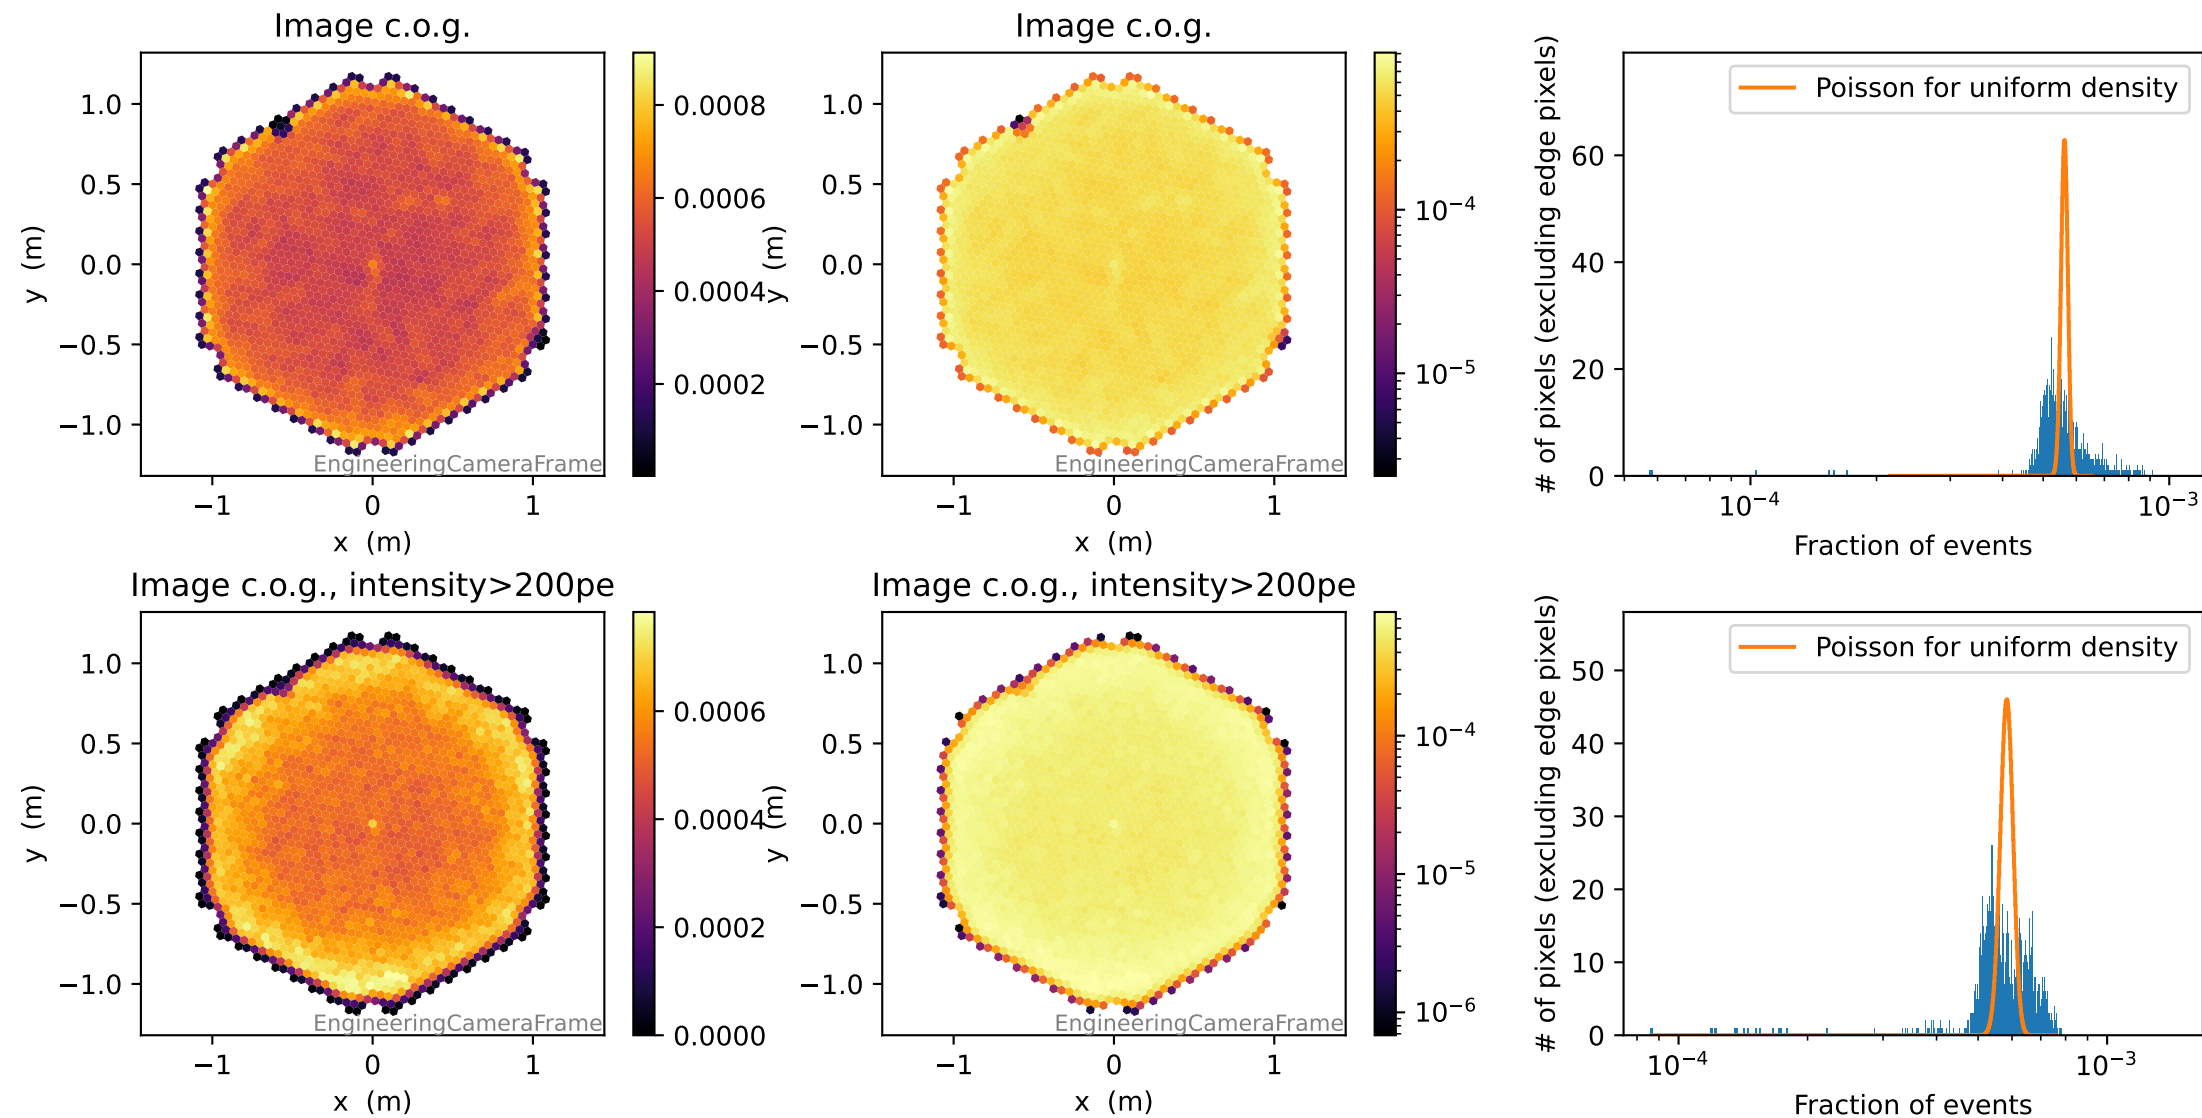 Image c.o.g.
y (m)
1.0
0.5
0.0
−0.5
−1.0
−1
0
1
x (m)
EngineeringCameraFrame
0.0008
0.0006
0.0004
0.0002
Image c.o.g.
y (m)
1.0
0.5
0.0
−0.5
−1.0
−1
0
1
x (m)
EngineeringCameraFrame
10⁻⁴
10⁻⁵
# of pixels (excluding edge pixels)
60
40
20
0
Poisson for uniform density
10⁻⁴
10⁻³
Fraction of events
Image c.o.g., intensity>200pe
y (m)
1.0
0.5
0.0
−0.5
−1.0
−1
0
1
x (m)
EngineeringCameraFrame
0.0006
0.0004
0.0002
0.0000
Image c.o.g., intensity>200pe
y (m)
1.0
0.5
0.0
−0.5
−1.0
−1
0
1
x (m)
EngineeringCameraFrame
10⁻⁴
10⁻⁵
10⁻⁶
# of pixels (excluding edge pixels)
50
40
30
20
10
0
Poisson for uniform density
10⁻⁴
10⁻³
Fraction of events